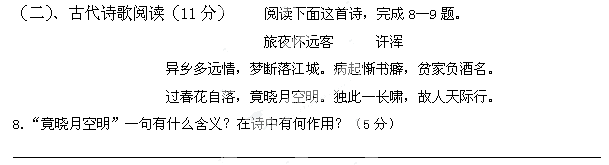 （二）、古代诗歌阅读（11 分） 阅读下面这首诗，完成 8—9 题。
旅夜怀远客 许浑
异乡多远情，梦断落江城。病起惭书癖，贫家负酒名。
过春花自落，竟晓月空明。独此一长啸，故人天际行。
8．“竟晓月空明”一句有什么含义？在诗中有何作用？（5 分）